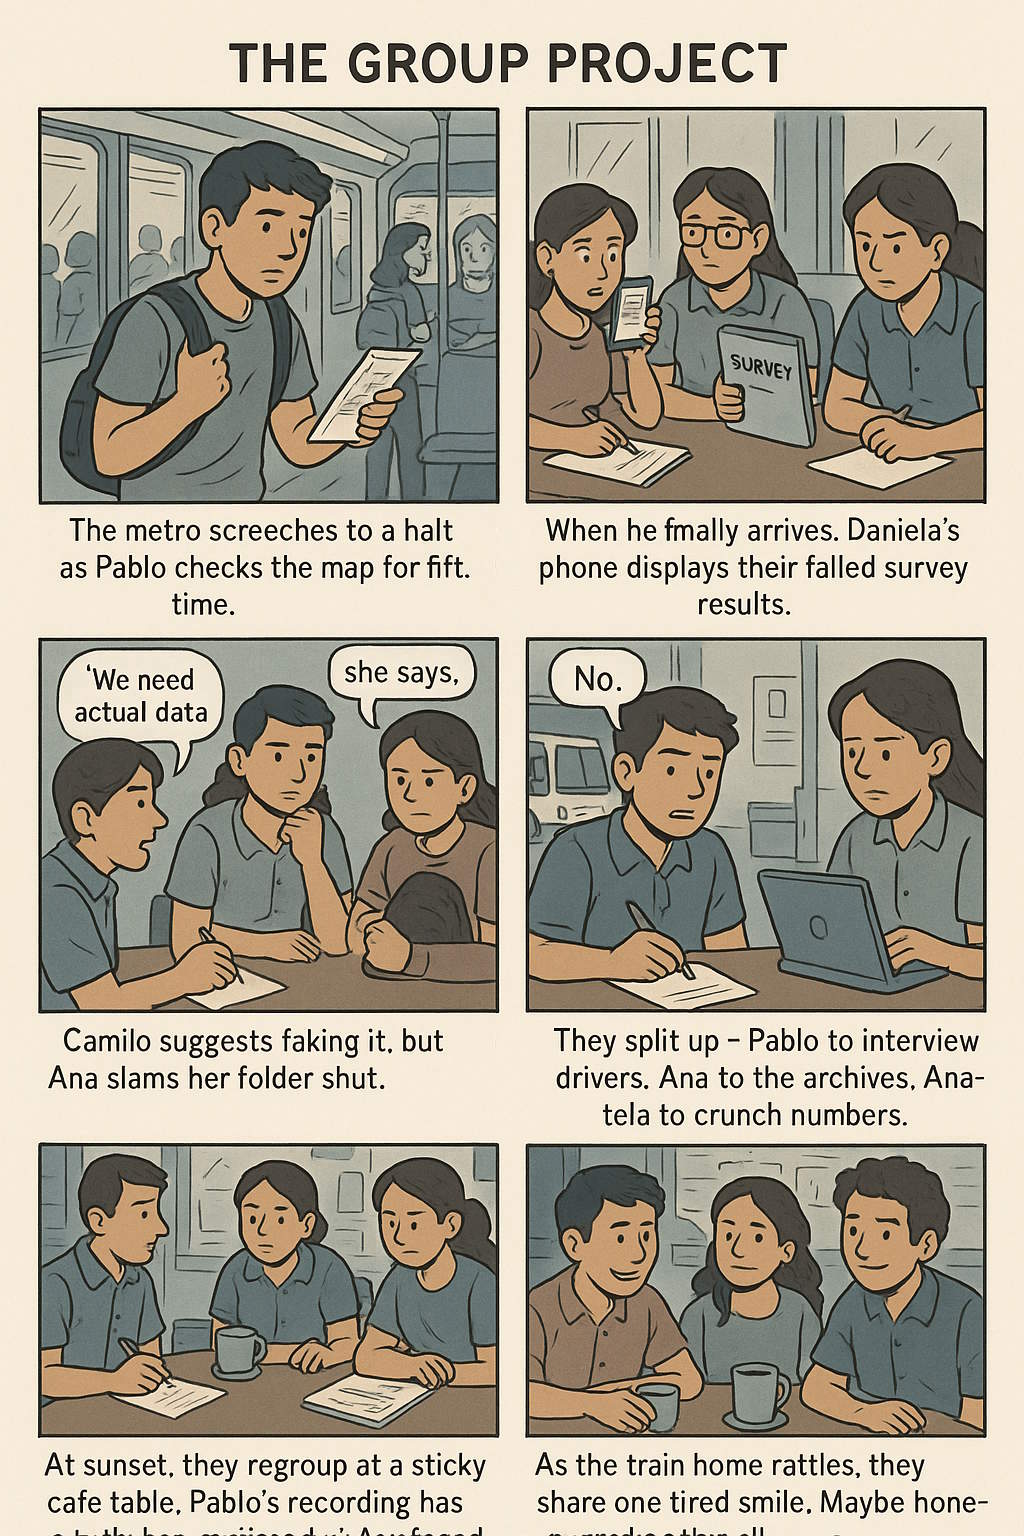 THE GROUP PROJECT
The metro screeches to a halt
as Pablo checks the map for fift.
time.
When he fmally arrives. Daniela's
phone displays their falled survey
results.
SURVEY
'We need
actual data
she says,
No.
Camilo suggests faking it, but
Ana slams her folder shut.
They split up – Pablo to interview
drivers. Ana to the archives, Ana-
tela to crunch numbers.
At sunset, they regroup at a sticky
cafe table, Pablo's recording has
As the train home rattles, they
share one tired smile, Maybe hone-